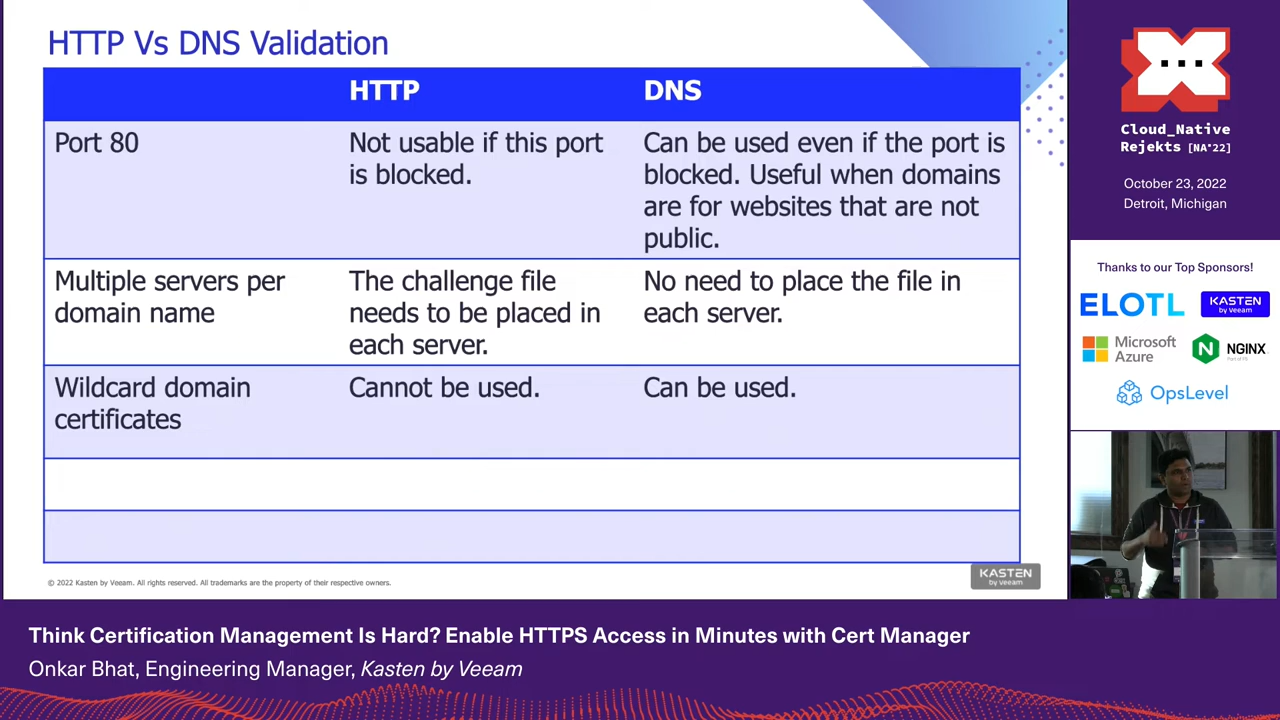 HTTP Vs DNS Validation
HTTP
DNS
Port 80
Not usable if this port
is blocked.
Can be used even if the port is
blocked. Useful when domains
are for websites that are not
public.
Multiple servers per
domain name
The challenge file
needs to be placed in
each server.
No need to place the file in
each server.
Wildcard domain
certificates
Cannot be used.
Can be used.
© 2022 Kasten by Veeam. All rights reserved. All trademarks are the property of their respective owners.
KASTEN
by Veeam
Cloud_Native
Rejekts [NA'22]
October 23, 2022
Detroit, Michigan
Thanks to our Top Sponsors!
ELOTL
KASTEN
by Veeam
Microsoft
Azure
N
NGINX
Part of F5
OpsLevel
Think Certification Management Is Hard? Enable HTTPS Access in Minutes with Cert Manager
Onkar Bhat, Engineering Manager, Kasten by Veeam